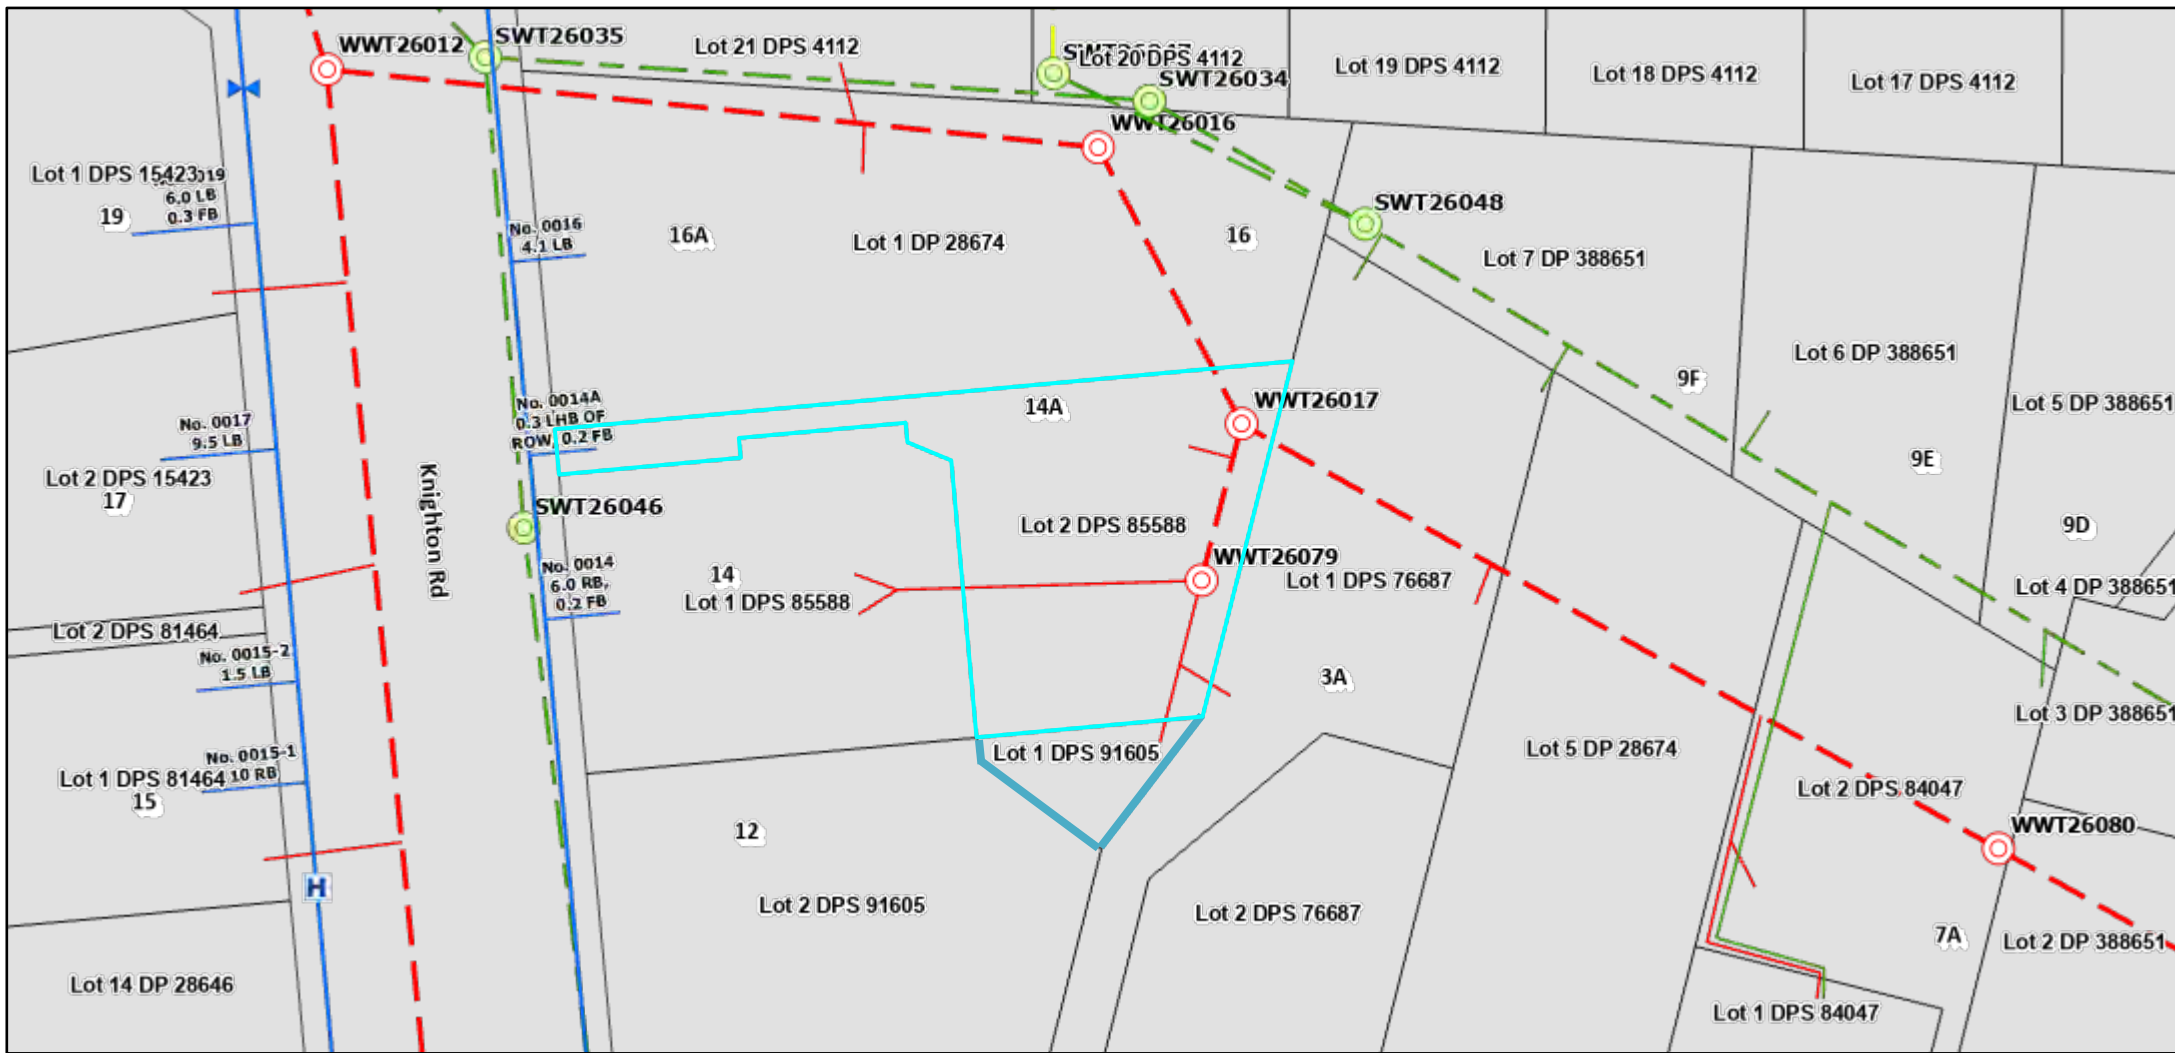 WWT26012
SWT26035
Lot 21 DPS 4112
Lot 20 DPS 4112
SWT26034
Lot 19 DPS 4112
Lot 18 DPS 4112
Lot 17 DPS 4112
WWT26016
Lot 1 DPS 15423
6.0 LB
0.3 FB
19
No. 0016
4.1 LB
16A
Lot 1 DP 28674
16
SWT26048
Lot 7 DP 388651
Lot 6 DP 388651
9F
Lot 5 DP 388651
No. 0014A
0.3 LHB OF
ROW, 0.2 FB
14A
WWT26017
No. 0017
9.5 LB
Lot 2 DPS 15423
17
Knighton Rd
SWT26046
Lot 2 DPS 85588
9E
9D
WWT26079
No. 0014
6.0 RB,
0.2 FB
14
Lot 1 DPS 85588
Lot 1 DPS 76687
Lot 4 DP 388651
Lot 2 DPS 81464
No. 0015-2
1.5 LB
3A
Lot 3 DP 388651
Lot 1 DPS 91605
Lot 5 DP 28674
No. 0015-1
10 RB
Lot 1 DPS 81464
15
Lot 2 DPS 84047
12
WWT26080
H
Lot 2 DPS 91605
Lot 2 DPS 76687
7A
Lot 2 DP 388651
Lot 14 DP 28646
Lot 1 DPS 84047